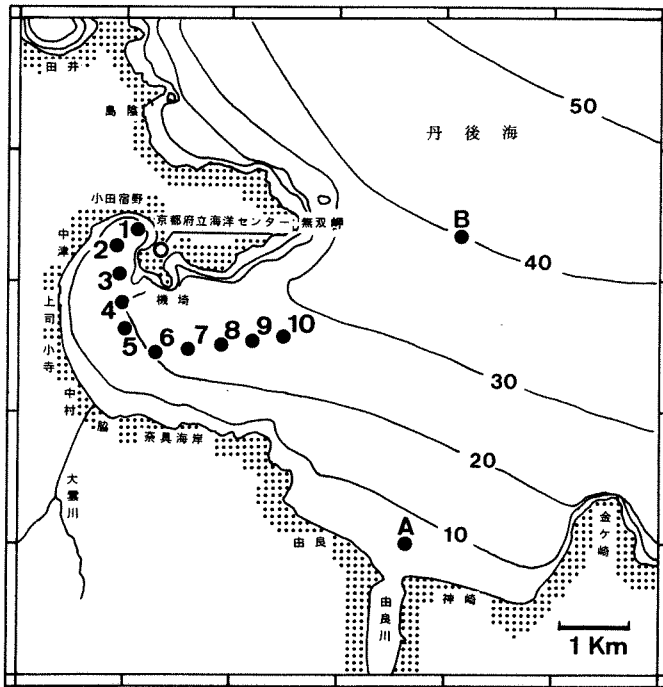 田井
島陰
50
丹後海
小田宿野
京都府立海洋センター
無双岬
B
40
中津
1
2
3
4
5
6
7
8
9
10
機埼
上司
小寺
中村
脇
奈具海岸
30
20
大雲川
10
A
由良
由良川
神崎
金ケ崎
1 Km